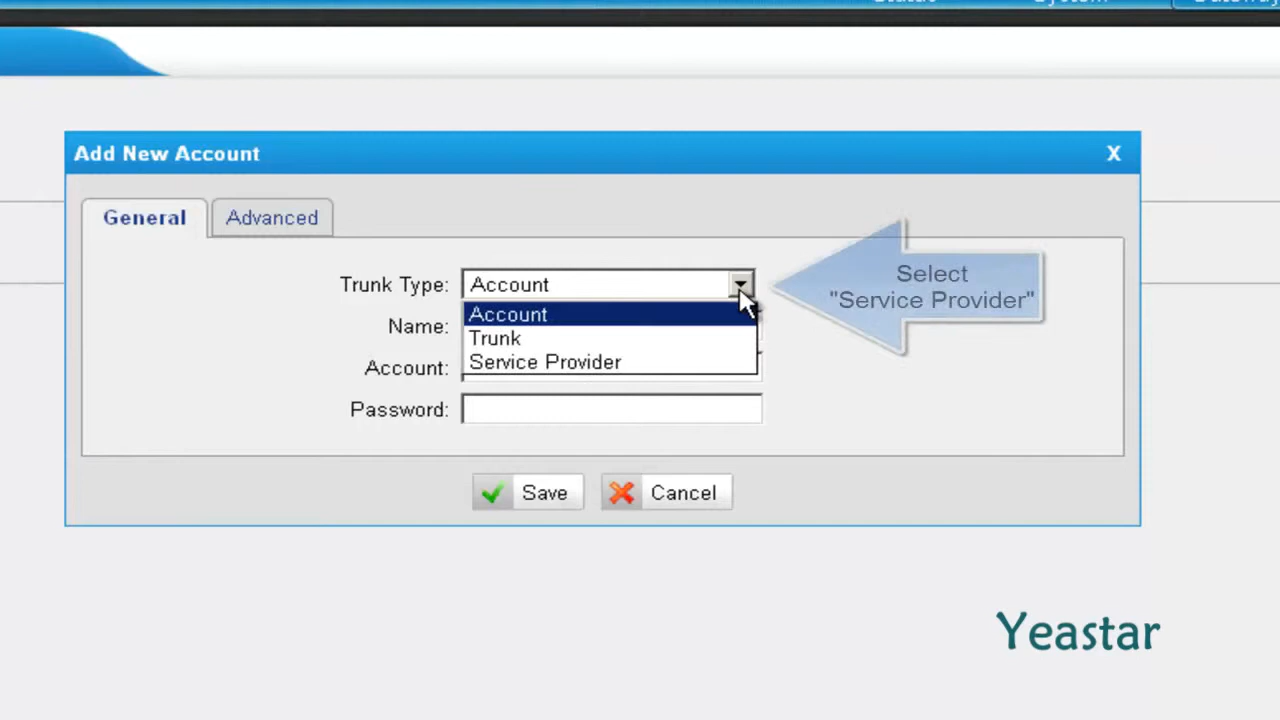 Add New Account
X
General
Advanced
Trunk Type:
Account
Select
"Service Provider"
Account
Name:
Trunk
Service Provider
Account:
Password:
Save
Cancel
Yeastar